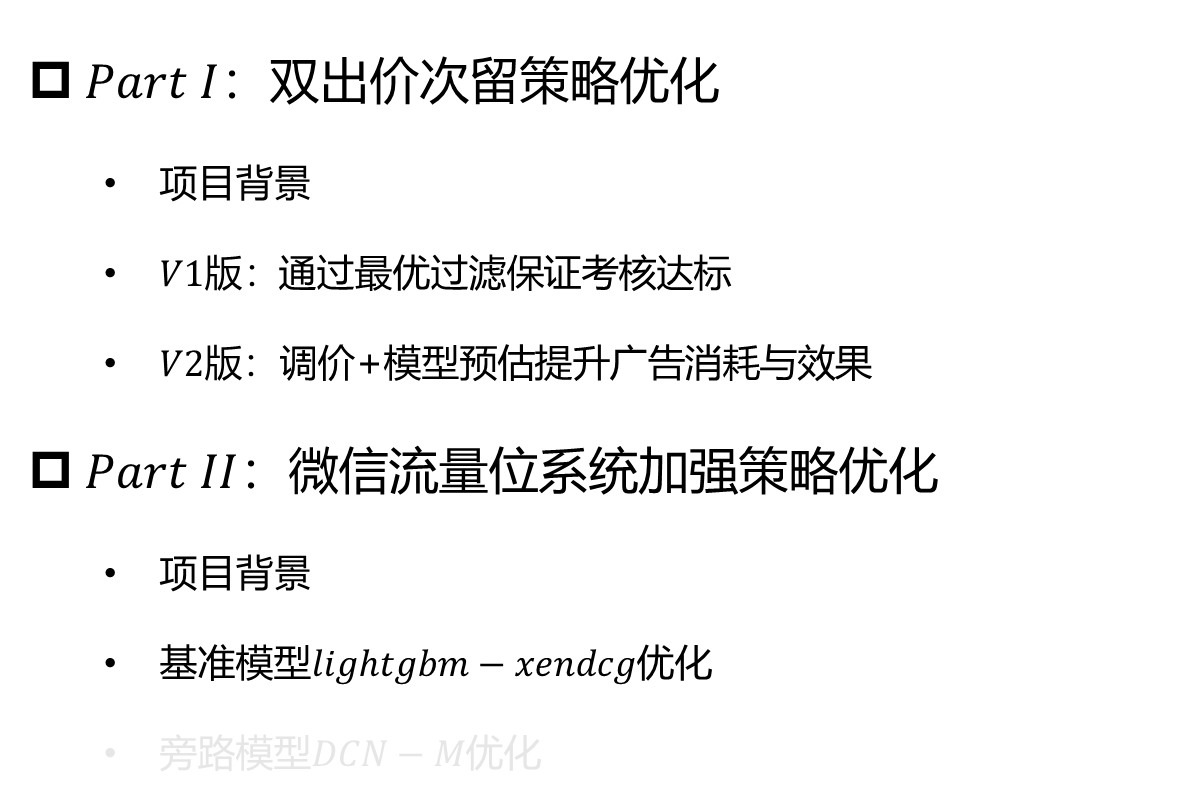 Part I：双出价次留策略优化
• 项目背景
• V1版：通过最优过滤保证考核达标
• V2版：调价+模型预估提升广告消耗与效果
Part II：微信流量位系统加强策略优化
• 项目背景
• 基准模型lightgbm − xendcg优化
• 旁路模型DCN − M优化